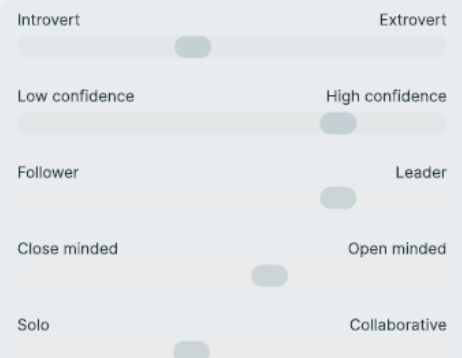 Introvert Extrovert
Low confidence High confidence
Follower Leader
Close minded Open minded
Solo Collaborative